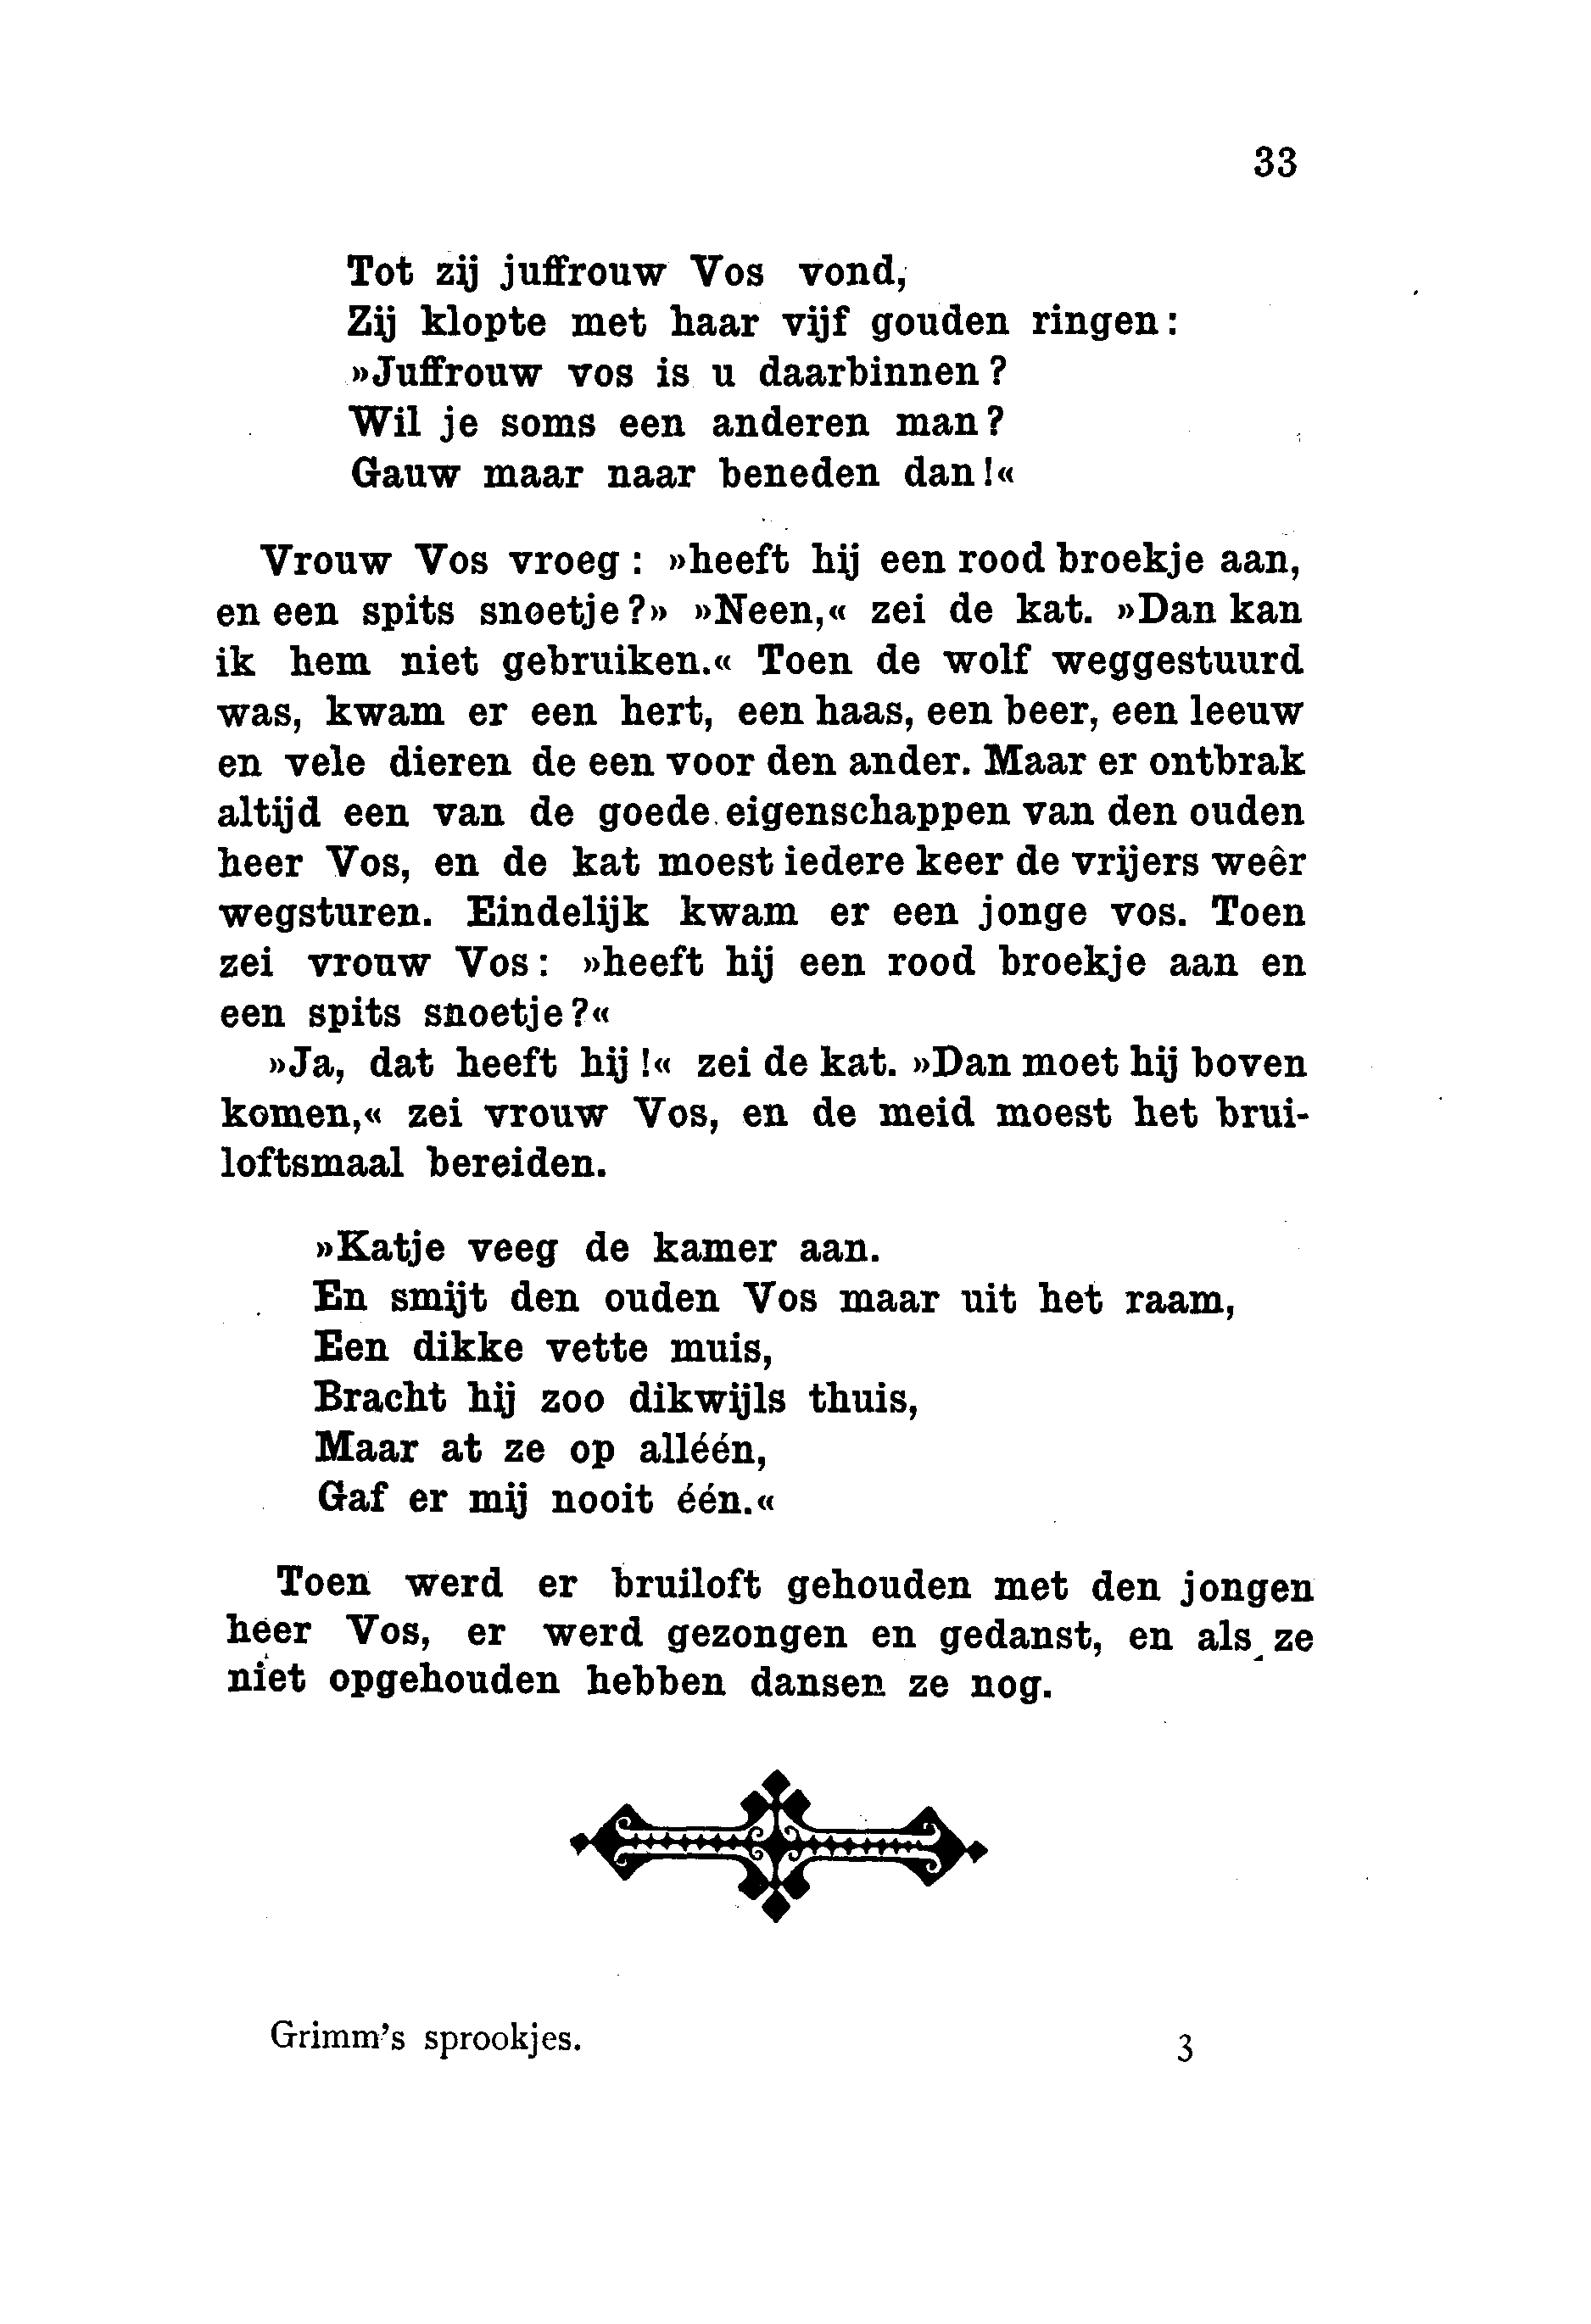 33
Tot zij juffrouw Vos vond,
Zij klopte met haar vijf gouden ringen:
»Juffrouw vos is u daarbinnen?
Wil je soms een anderen man?
Gauw maar naar beneden dan!«
Vrouw Vos vroeg: »heeft hij een rood broekje aan,
en een spits snoetje?» »Neen,« zei de kat. »Dan kan
ik hem niet gebruiken.« Toen de wolf weggestuurd
was, kwam er een hert, een haas, een beer, een leeuw
en vele dieren de een voor den ander. Maar er ontbrak
altijd een van de goede eigenschappen van den ouden
heer Vos, en de kat moest iedere keer de vrijers weêr
wegsturen. Eindelijk kwam er een jonge vos. Toen
zei vrouw Vos: »heeft hij een rood broekje aan en
een spits snoetje?«
»Ja, dat heeft hij!« zei de kat. »Dan moet hij boven
komen,« zei vrouw Vos, en de meid moest het brui-
loftsmaal bereiden.
»Katje veeg de kamer aan.
En smijt den ouden Vos maar uit het raam,
Een dikke vette muis,
Bracht hij zoo dikwijls thuis,
Maar at ze op alléén,
Gaf er mij nooit één.«
Toen werd er bruiloft gehouden met den jongen
heer Vos, er werd gezongen en gedanst, en als ze
niet opgehouden hebben dansen ze nog.
Grimm's sprookjes. 3